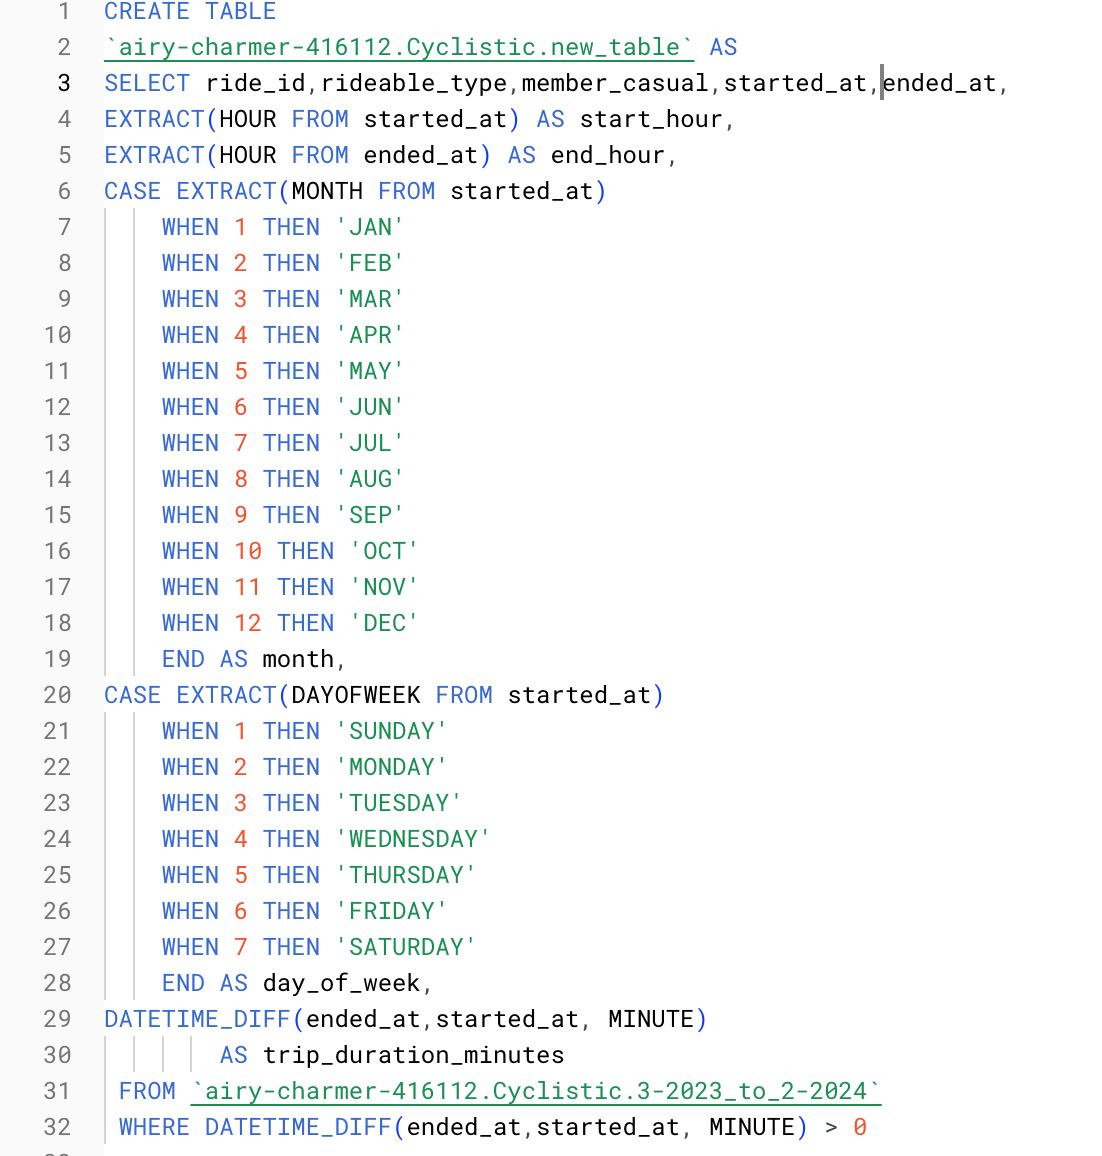 1 CREATE TABLE
2 `airy-charmer-416112.Cyclistic.new_table` AS
3 SELECT ride_id,rideable_type,member_casual,started_at,ended_at,
4 EXTRACT(HOUR FROM started_at) AS start_hour,
5 EXTRACT(HOUR FROM ended_at) AS end_hour,
6 CASE EXTRACT(MONTH FROM started_at)
7 WHEN 1 THEN 'JAN'
8 WHEN 2 THEN 'FEB'
9 WHEN 3 THEN 'MAR'
10 WHEN 4 THEN 'APR'
11 WHEN 5 THEN 'MAY'
12 WHEN 6 THEN 'JUN'
13 WHEN 7 THEN 'JUL'
14 WHEN 8 THEN 'AUG'
15 WHEN 9 THEN 'SEP'
16 WHEN 10 THEN 'OCT'
17 WHEN 11 THEN 'NOV'
18 WHEN 12 THEN 'DEC'
19 END AS month,
20 CASE EXTRACT(DAYOFWEEK FROM started_at)
21 WHEN 1 THEN 'SUNDAY'
22 WHEN 2 THEN 'MONDAY'
23 WHEN 3 THEN 'TUESDAY'
24 WHEN 4 THEN 'WEDNESDAY'
25 WHEN 5 THEN 'THURSDAY'
26 WHEN 6 THEN 'FRIDAY'
27 WHEN 7 THEN 'SATURDAY'
28 END AS day_of_week,
29 DATETIME_DIFF(ended_at,started_at, MINUTE)
30 AS trip_duration_minutes
31 FROM `airy-charmer-416112.Cyclistic.3-2023_to_2-2024`
32 WHERE DATETIME_DIFF(ended_at,started_at, MINUTE) > 0